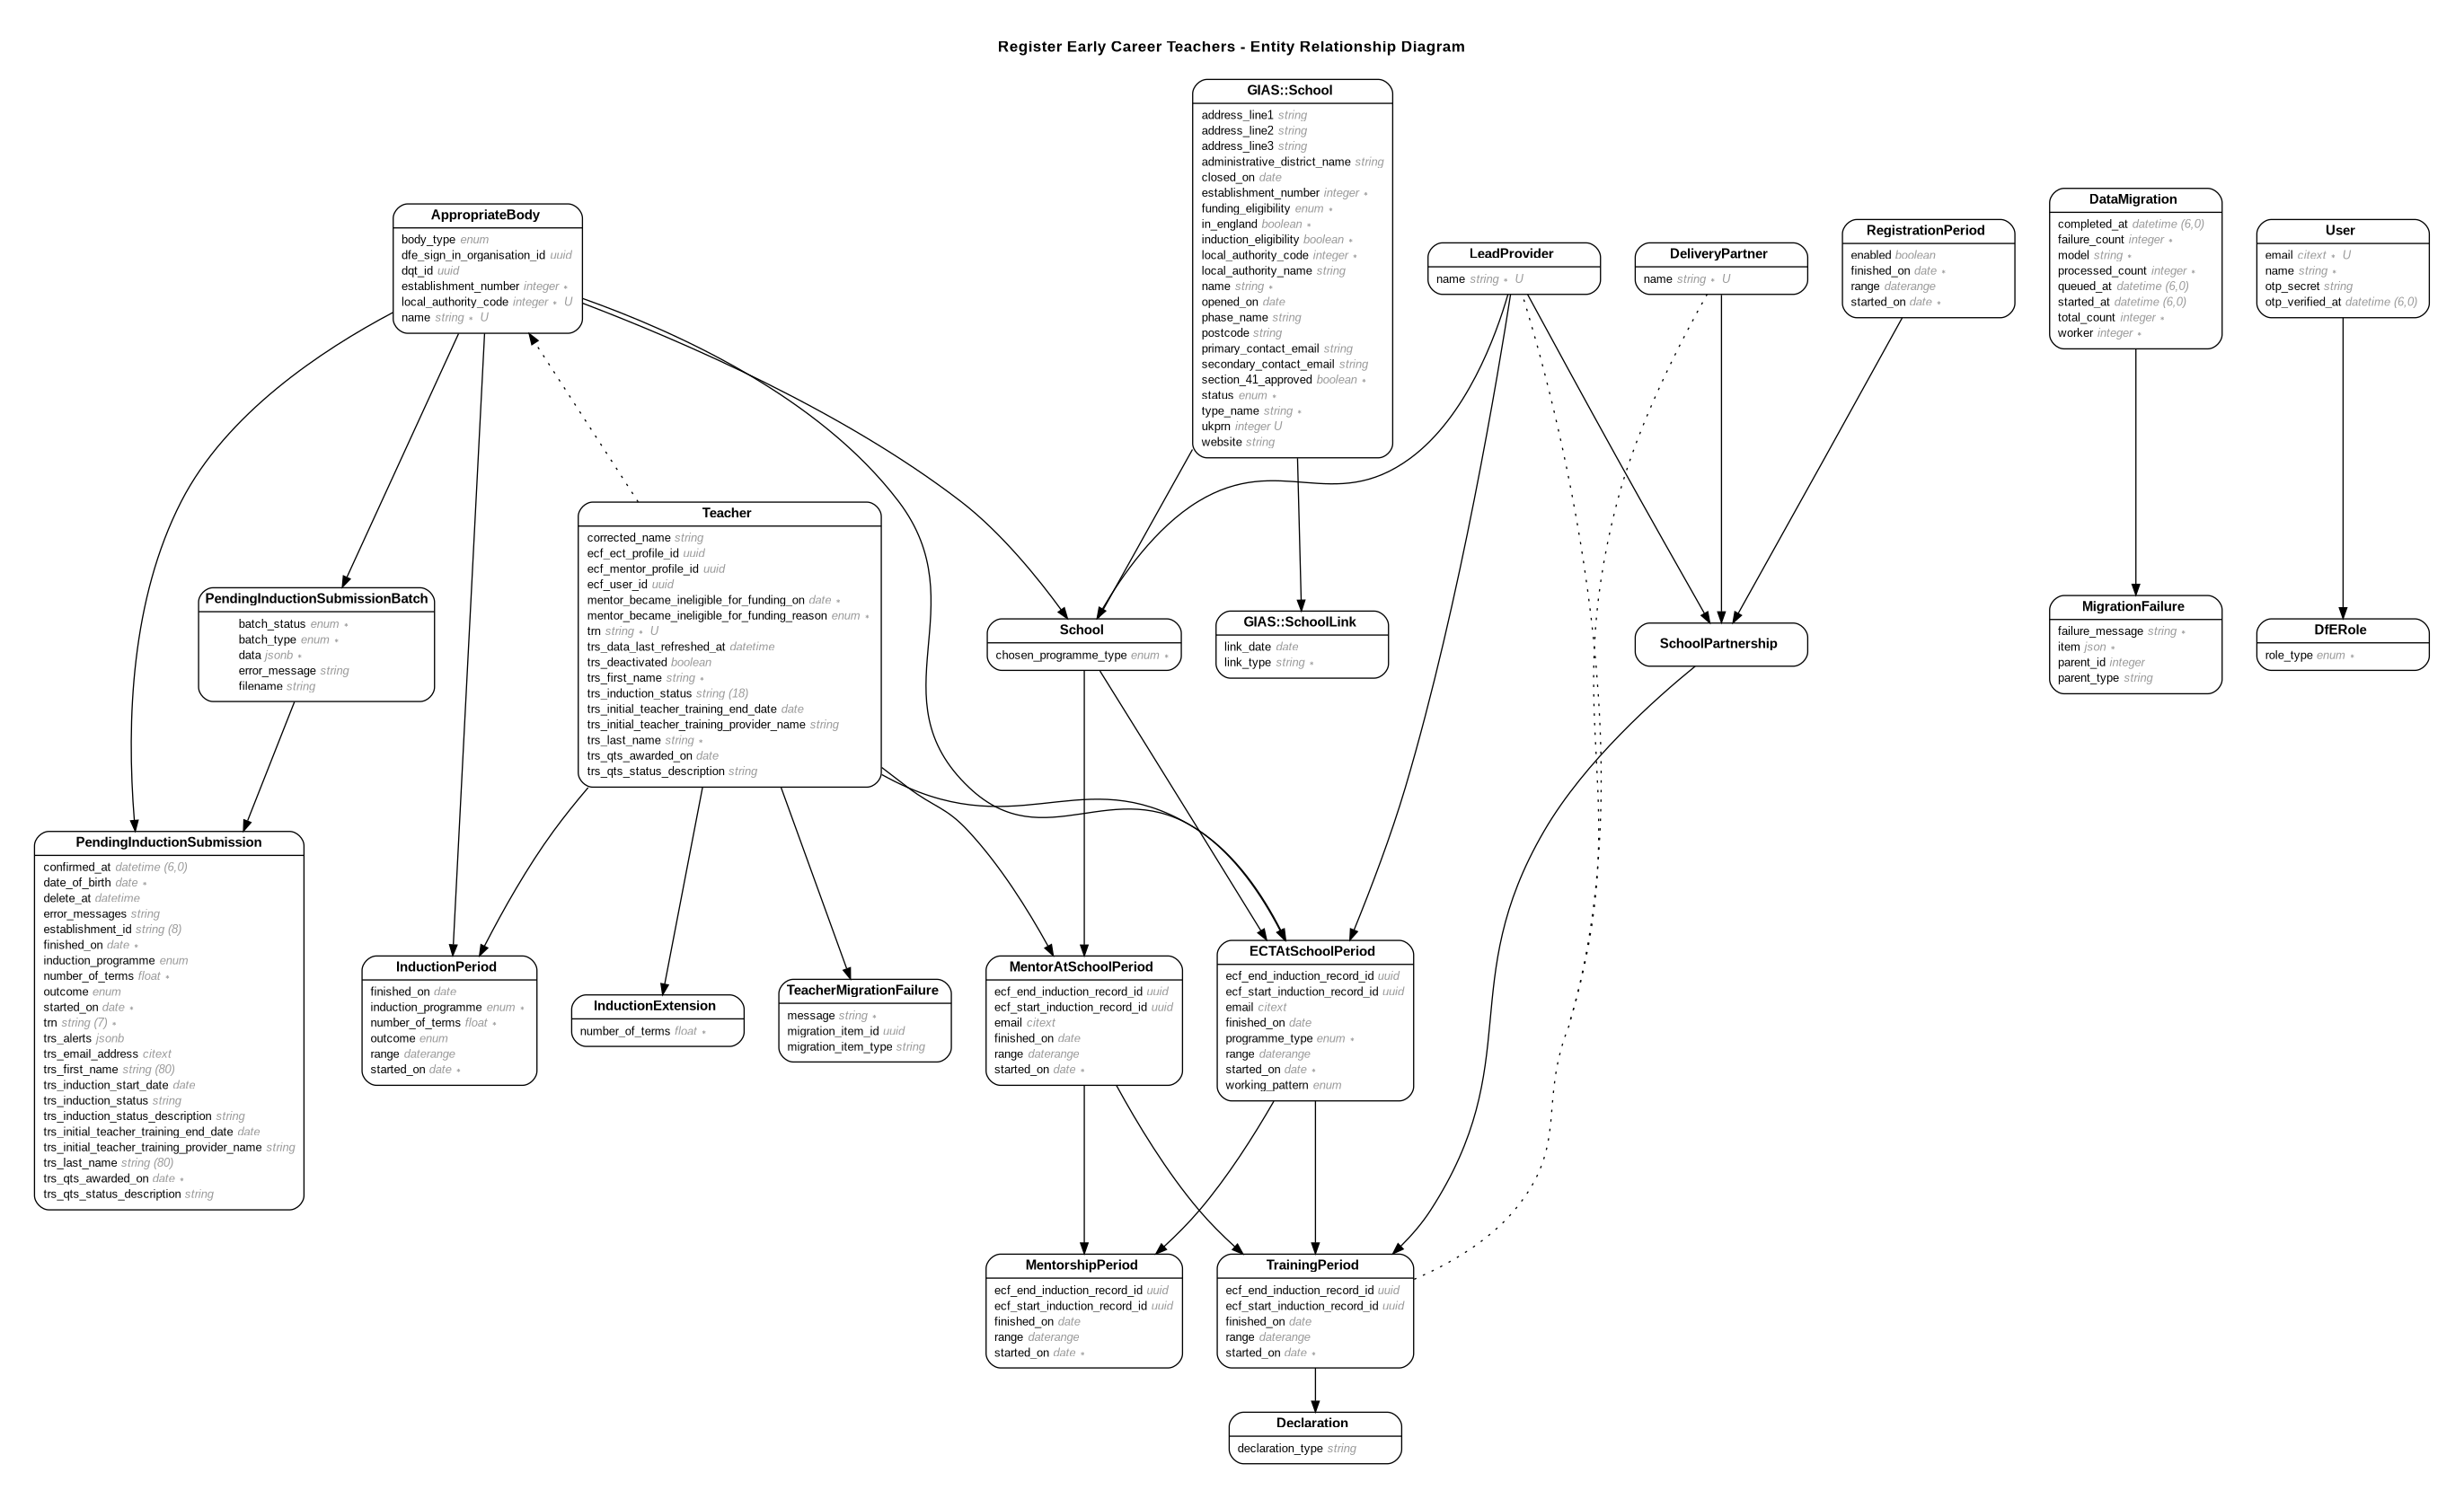 Register Early Career Teachers - Entity Relationship Diagram
GIAS::School
address_line1 string
address_line2 string
address_line3 string
administrative_district_name string
closed_on date
establishment_number integer ∗
funding_eligibility enum ∗
in_england boolean ∗
induction_eligibility boolean ∗
local_authority_code integer ∗
local_authority_name string
name string ∗
opened_on date
phase_name string
postcode string
primary_contact_email string
secondary_contact_email string
section_41_approved boolean ∗
status enum ∗
type_name string ∗
ukprn integer U
website string
AppropriateBody
body_type enum
dfe_sign_in_organisation_id uuid
dqt_id uuid
establishment_number integer ∗
local_authority_code integer ∗ U
name string ∗ U
LeadProvider
name string ∗ U
DeliveryPartner
name string ∗ U
RegistrationPeriod
enabled boolean
finished_on date ∗
range daterange
started_on date ∗
DataMigration
completed_at datetime (6,0)
failure_count integer ∗
model string ∗
processed_count integer ∗
queued_at datetime (6,0)
started_at datetime (6,0)
total_count integer ∗
worker integer ∗
User
email citext ∗ U
name string ∗
otp_secret string
otp_verified_at datetime (6,0)
Teacher
corrected_name string
ecf_ect_profile_id uuid
ecf_mentor_profile_id uuid
ecf_user_id uuid
mentor_became_ineligible_for_funding_on date ∗
mentor_became_ineligible_for_funding_reason enum ∗
trn string ∗ U
trs_data_last_refreshed_at datetime
trs_deactivated boolean
trs_first_name string ∗
trs_induction_status string (18)
trs_initial_teacher_training_end_date date
trs_initial_teacher_training_provider_name string
trs_last_name string ∗
trs_qts_awarded_on date
trs_qts_status_description string
PendingInductionSubmissionBatch
batch_status enum ∗
batch_type enum ∗
data jsonb ∗
error_message string
filename string
School
chosen_programme_type enum ∗
GIAS::SchoolLink
link_date date
link_type string ∗
SchoolPartnership
MigrationFailure
failure_message string ∗
item json ∗
parent_id integer
parent_type string
DfERole
role_type enum ∗
PendingInductionSubmission
confirmed_at datetime (6,0)
date_of_birth date ∗
delete_at datetime
error_messages string
establishment_id string (8)
finished_on date ∗
induction_programme enum
number_of_terms float ∗
outcome enum
started_on date ∗
trn string (7) ∗
trs_alerts jsonb
trs_email_address citext
trs_first_name string (80)
trs_induction_start_date date
trs_induction_status string
trs_induction_status_description string
trs_initial_teacher_training_end_date date
trs_initial_teacher_training_provider_name string
trs_last_name string (80)
trs_qts_awarded_on date ∗
trs_qts_status_description string
InductionPeriod
finished_on date
induction_programme enum ∗
number_of_terms float ∗
outcome enum
range daterange
started_on date ∗
InductionExtension
number_of_terms float ∗
TeacherMigrationFailure
message string ∗
migration_item_id uuid
migration_item_type string
MentorAtSchoolPeriod
ecf_end_induction_record_id uuid
ecf_start_induction_record_id uuid
email citext
finished_on date
range daterange
started_on date ∗
ECTAtSchoolPeriod
ecf_end_induction_record_id uuid
ecf_start_induction_record_id uuid
email citext
finished_on date
programme_type enum ∗
range daterange
started_on date ∗
working_pattern enum
MentorshipPeriod
ecf_end_induction_record_id uuid
ecf_start_induction_record_id uuid
finished_on date
range daterange
started_on date ∗
TrainingPeriod
ecf_end_induction_record_id uuid
ecf_start_induction_record_id uuid
finished_on date
range daterange
started_on date ∗
Declaration
declaration_type string